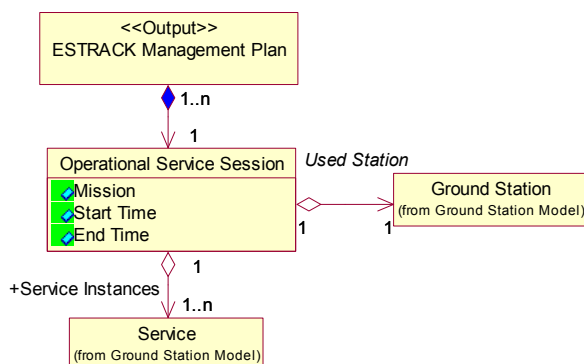 <<Output>>
ESTRACK Management Plan
1..n
1
Operational Service Session
Used Station
Mission
Start Time
End Time
Ground Station
(from Ground Station Model)
1
1
1
+Service Instances
1..n
Service
(from Ground Station Model)